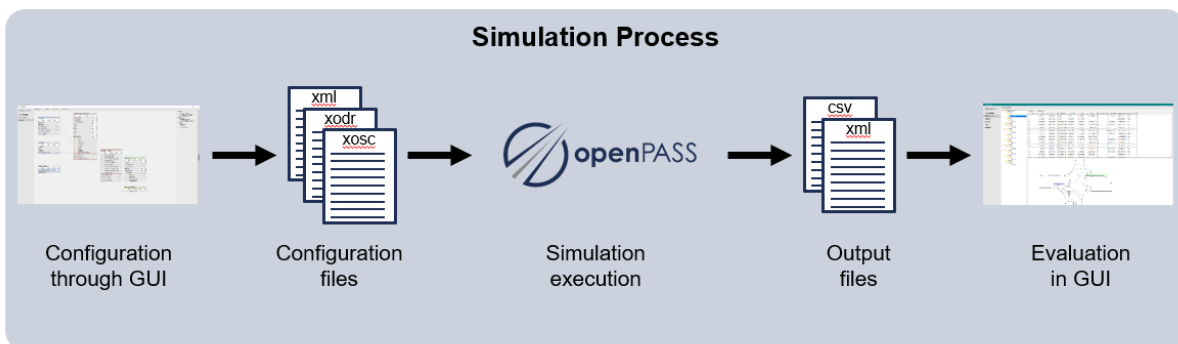 Simulation Process
xml
xodr
xosc
openPASS
csv
xml
Configuration
through GUI
Configuration
files
Simulation
execution
Output
files
Evaluation
in GUI